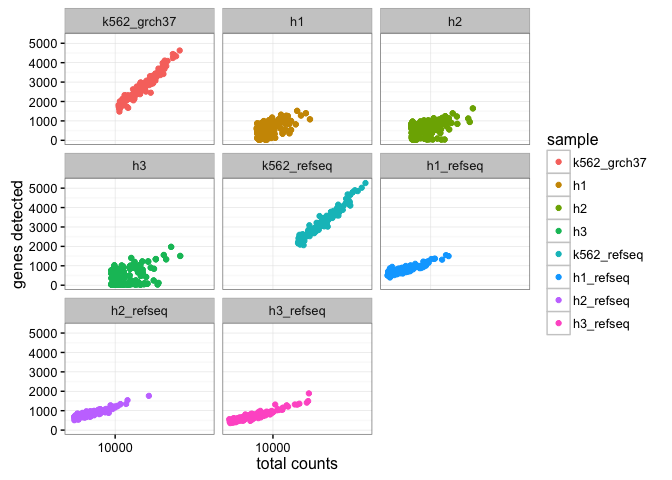 k562_grch37 h1 h2
5000
4000
3000
2000
1000
0
h3 k562_refseq h1_refseq
5000
4000
3000
2000
1000
0
h2_refseq h3_refseq
5000
4000
3000
2000
1000
0
10000 10000
total counts
genes detected
sample
k562_grch37
h1
h2
h3
k562_refseq
h1_refseq
h2_refseq
h3_refseq